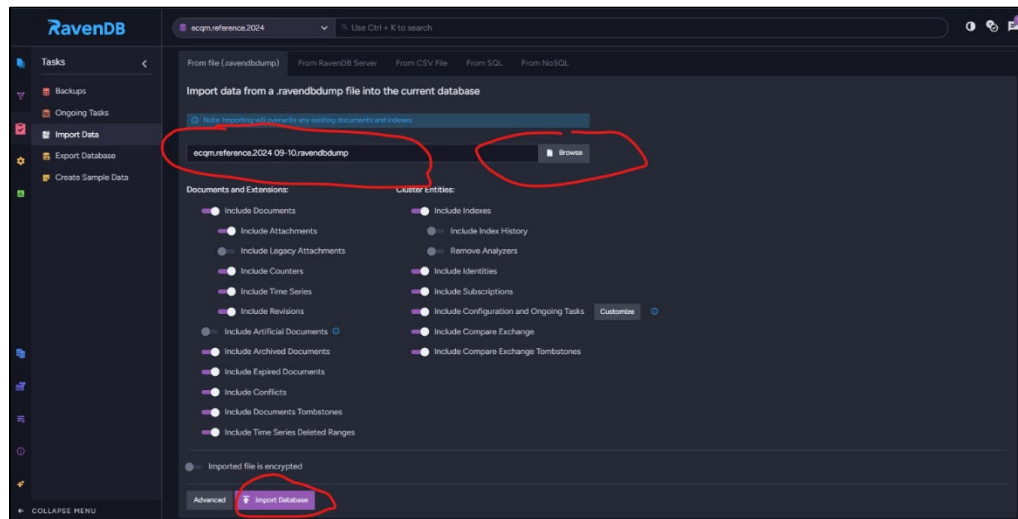 RavenDB
ecqm.reference.2024
Use Ctrl + K to search
Tasks
Backups
Ongoing Tasks
Import Data
Export Database
Create Sample Data
COLLAPSE MENU
From file (.ravendbdump) From RavenDB Server From CSV File From SQL From NoSQL
Import data from a .ravendbdump file into the current database
Note: Importing will overwrite any existing documents and indexes.
ecqm.reference.2024 09-10.ravendbdump Browse
Documents and Extensions:
Include Documents
Include Attachments
Include Legacy Attachments
Include Counters
Include Time Series
Include Revisions
Include Artificial Documents
Include Archived Documents
Include Expired Documents
Include Conflicts
Include Documents Tombstones
Include Time Series Deleted Ranges
Cluster Entities:
Include Indexes
Include Index History
Remove Analyzers
Include Identities
Include Subscriptions
Include Configuration and Ongoing Tasks Customize
Include Compare Exchange
Include Compare Exchange Tombstones
Imported file is encrypted
Advanced Import Database